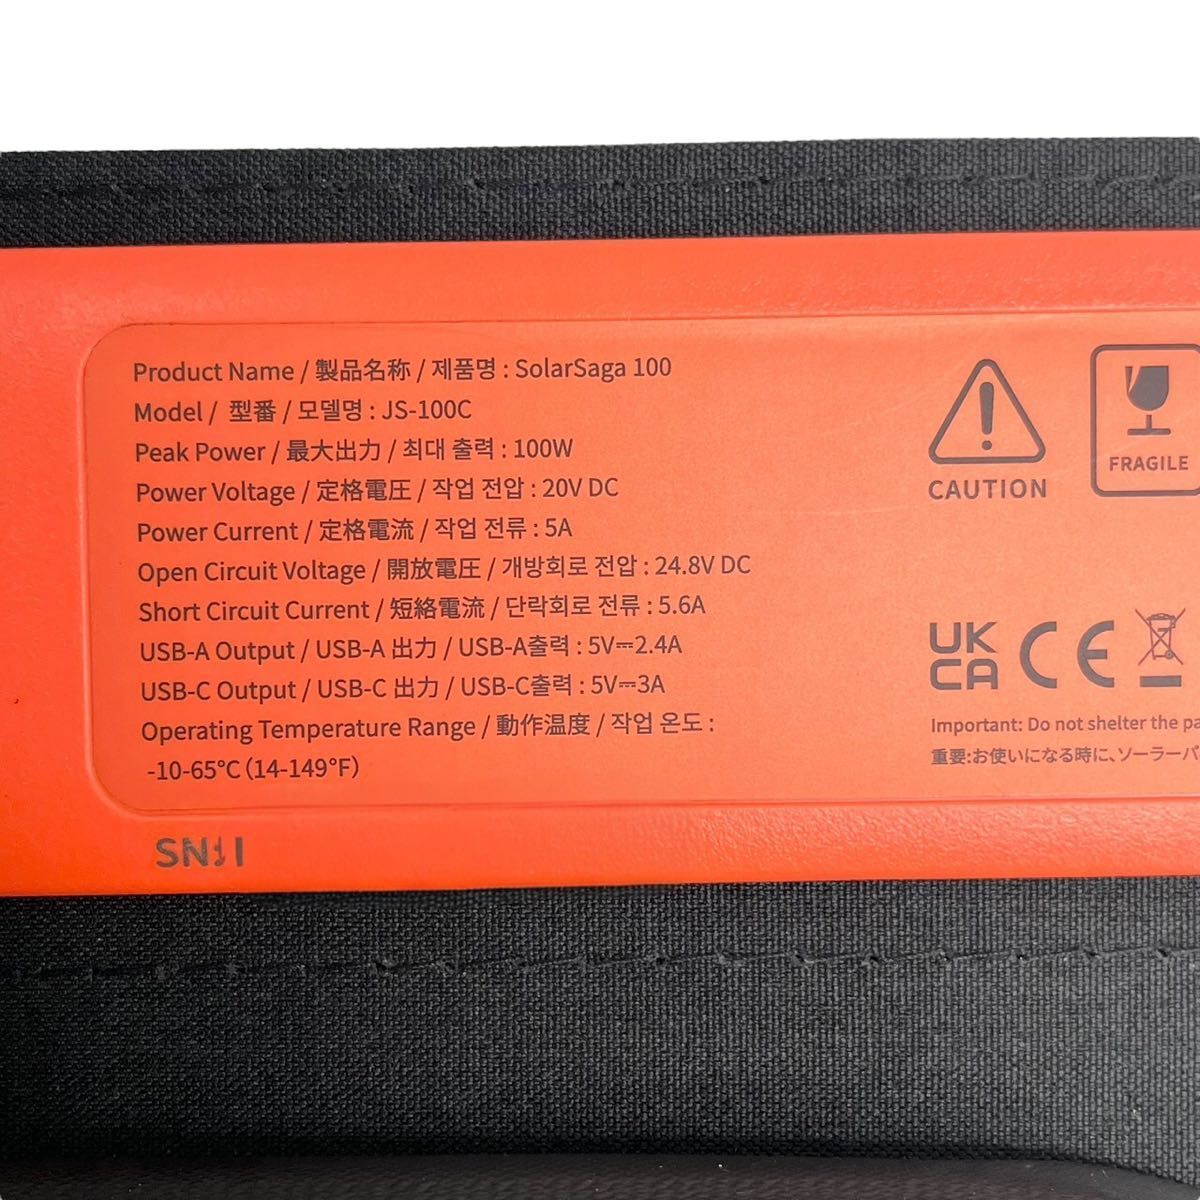 Product Name / 製品名称 / 제품명 : SolarSaga 100
Model / 型番 / 모델명 : JS-100C
Peak Power / 最大出力 / 최대 출력 : 100W
Power Voltage / 定格電圧 / 작업 전압 : 20V DC
Power Current / 定格電流 / 작업 전류 : 5A
Open Circuit Voltage / 開放電圧 / 개방회로 전압 : 24.8V DC
Short Circuit Current / 短絡電流 / 단락회로 전류 : 5.6A
USB-A Output / USB-A 出力 / USB-A출력 : 5V⎓2.4A
USB-C Output / USB-C 出力 / USB-C출력 : 5V⎓3A
Operating Temperature Range / 動作温度 / 작업 온도 :
-10-65℃ (14-149℉)
CAUTION
FRAGILE
UK
CA CE
Important: Do not shelter the pa
重要:お使いになる時に、ソーラーパ
SN